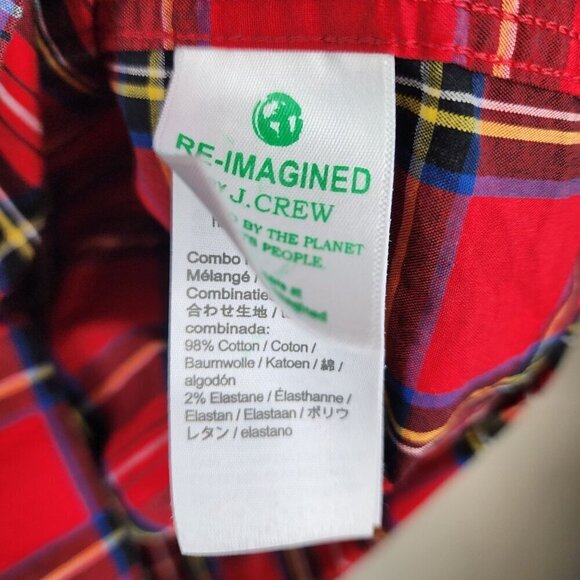 RE-IMAGINED
J.CREW
BY THE PLANET
PEOPLE.
Combo
Mélangé /
Combinatie
合わせ生地 /
combinada:
98% Cotton / Coton /
Baumwolle / Katoen / 綿 /
algodón
2% Elastane / Élasthanne /
Elastan / Elastaan / ポリウ
レタン / elastano